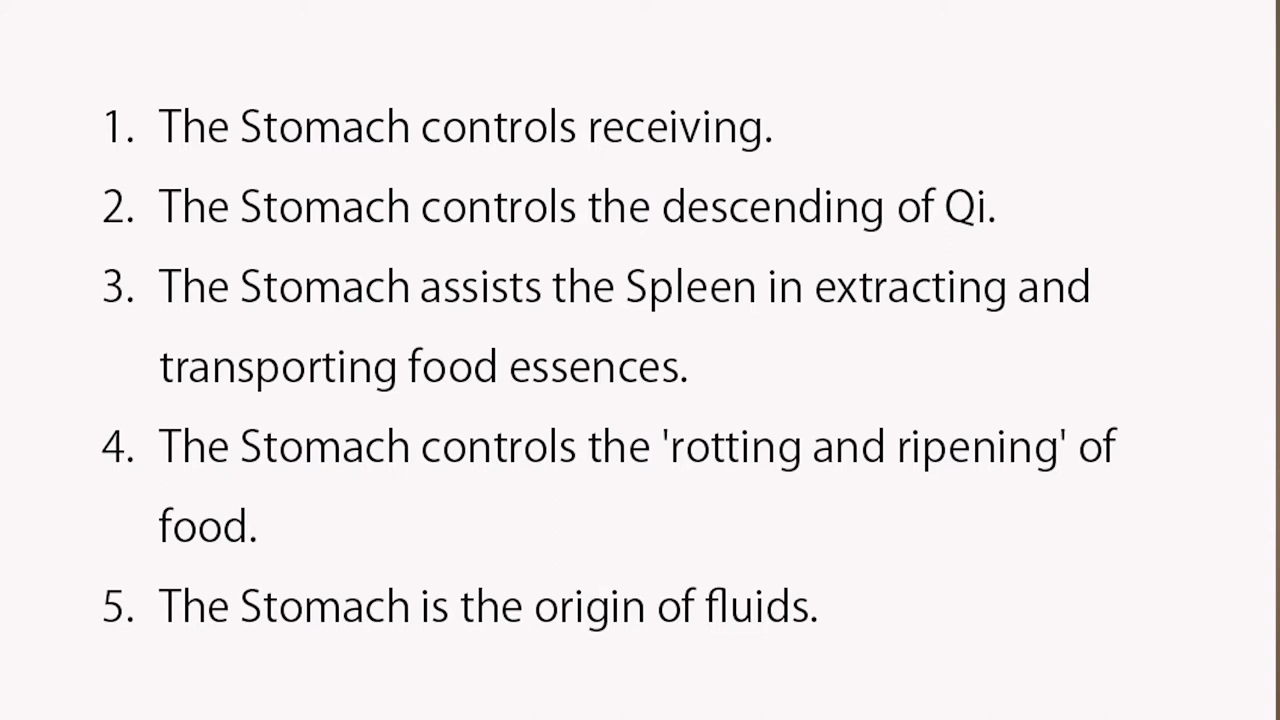 1. The Stomach controls receiving.
2. The Stomach controls the descending of Qi.
3. The Stomach assists the Spleen in extracting and
transporting food essences.
4. The Stomach controls the 'rotting and ripening' of
food.
5. The Stomach is the origin of fluids.